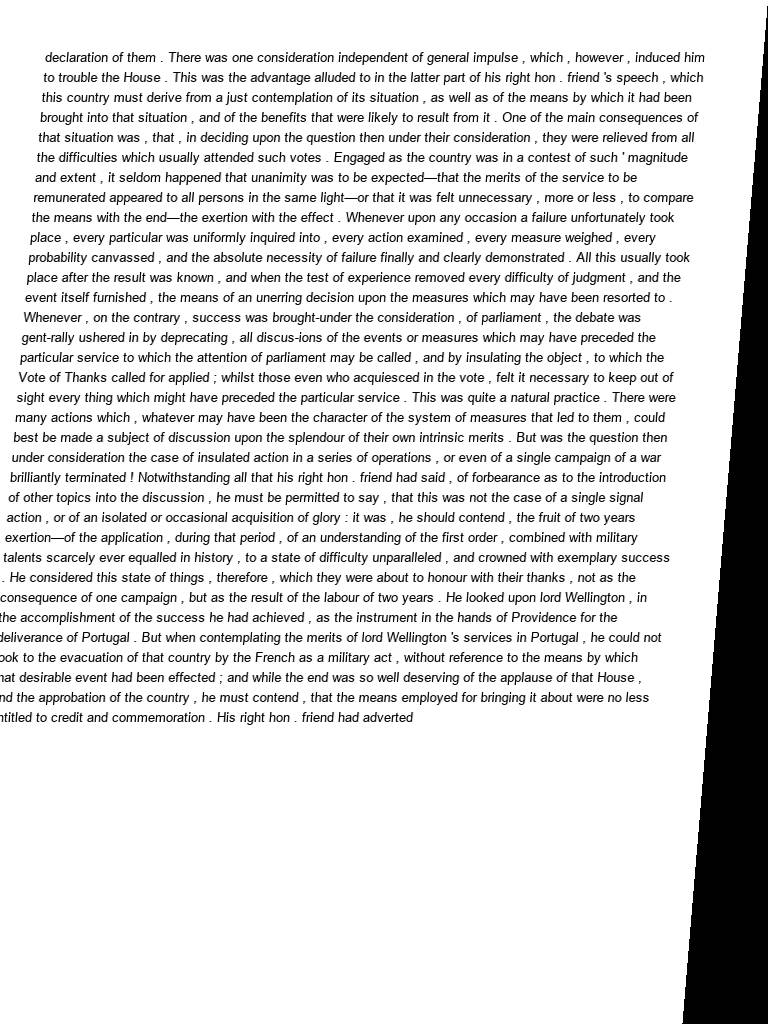 declaration of them . There was one consideration independent of general impulse , which , however , induced him
to trouble the House . This was the advantage alluded to in the latter part of his right hon . friend 's speech , which
this country must derive from a just contemplation of its situation , as well as of the means by which it had been
brought into that situation , and of the benefits that were likely to result from it . One of the main consequences of
that situation was , that , in deciding upon the question then under their consideration , they were relieved from all
the difficulties which usually attended such votes . Engaged as the country was in a contest of such ' magnitude
and extent , it seldom happened that unanimity was to be expected—that the merits of the service to be
remunerated appeared to all persons in the same light—or that it was felt unnecessary , more or less , to compare
the means with the end—the exertion with the effect . Whenever upon any occasion a failure unfortunately took
place , every particular was uniformly inquired into , every action examined , every measure weighed , every
probability canvassed , and the absolute necessity of failure finally and clearly demonstrated . All this usually took
place after the result was known , and when the test of experience removed every difficulty of judgment , and the
event itself furnished , the means of an unerring decision upon the measures which may have been resorted to .
Whenever , on the contrary , success was brought-under the consideration , of parliament , the debate was
gent-rally ushered in by deprecating , all discus-ions of the events or measures which may have preceded the
particular service to which the attention of parliament may be called , and by insulating the object , to which the
Vote of Thanks called for applied ; whilst those even who acquiesced in the vote , felt it necessary to keep out of
sight every thing which might have preceded the particular service . This was quite a natural practice . There were
many actions which , whatever may have been the character of the system of measures that led to them , could
best be made a subject of discussion upon the splendour of their own intrinsic merits . But was the question then
under consideration the case of insulated action in a series of operations , or even of a single campaign of a war
brilliantly terminated ! Notwithstanding all that his right hon . friend had said , of forbearance as to the introduction
of other topics into the discussion , he must be permitted to say , that this was not the case of a single signal
action , or of an isolated or occasional acquisition of glory : it was , he should contend , the fruit of two years
exertion—of the application , during that period , of an understanding of the first order , combined with military
talents scarcely ever equalled in history , to a state of difficulty unparalleled , and crowned with exemplary success
. He considered this state of things , therefore , which they were about to honour with their thanks , not as the
consequence of one campaign , but as the result of the labour of two years . He looked upon lord Wellington , in
the accomplishment of the success he had achieved , as the instrument in the hands of Providence for the
deliverance of Portugal . But when contemplating the merits of lord Wellington 's services in Portugal , he could not
ook to the evacuation of that country by the French as a military act , without reference to the means by which
hat desirable event had been effected ; and while the end was so well deserving of the applause of that House ,
nd the approbation of the country , he must contend , that the means employed for bringing it about were no less
ntitled to credit and commemoration . His right hon . friend had adverted